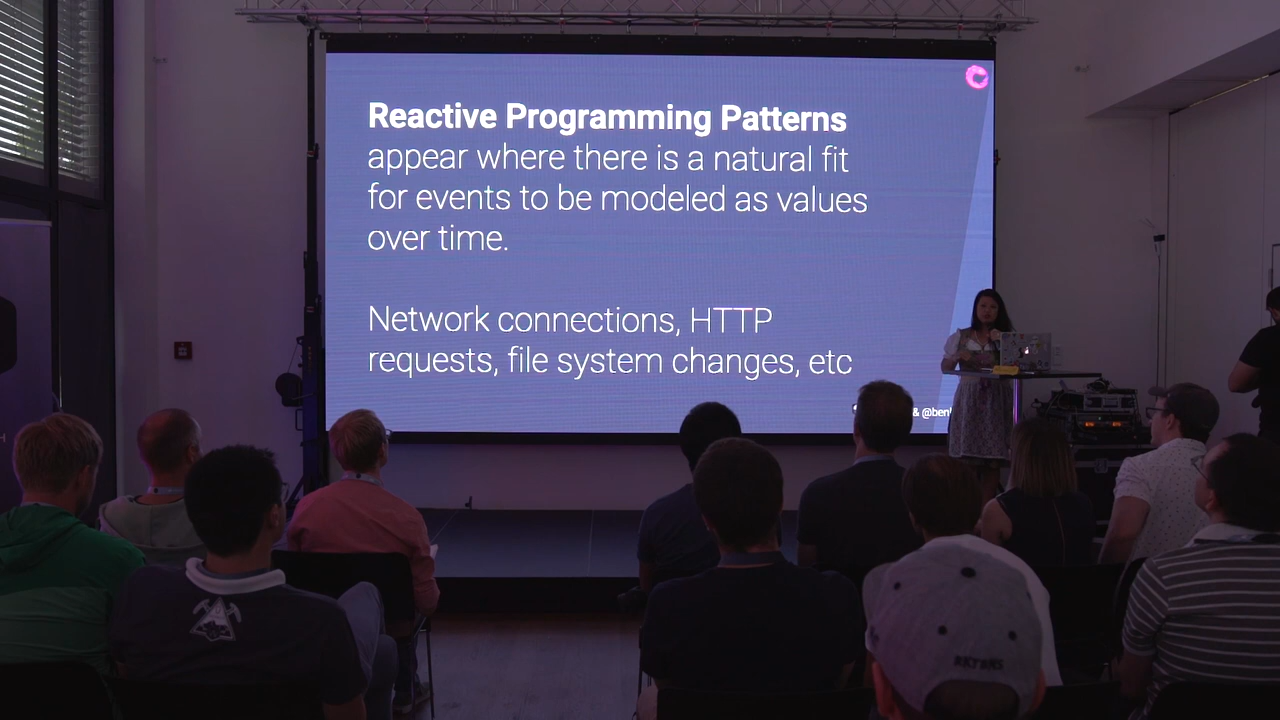 Reactive Programming Patterns
appear where there is a natural fit
for events to be modeled as values
over time.
Network connections, HTTP
requests, file system changes, etc